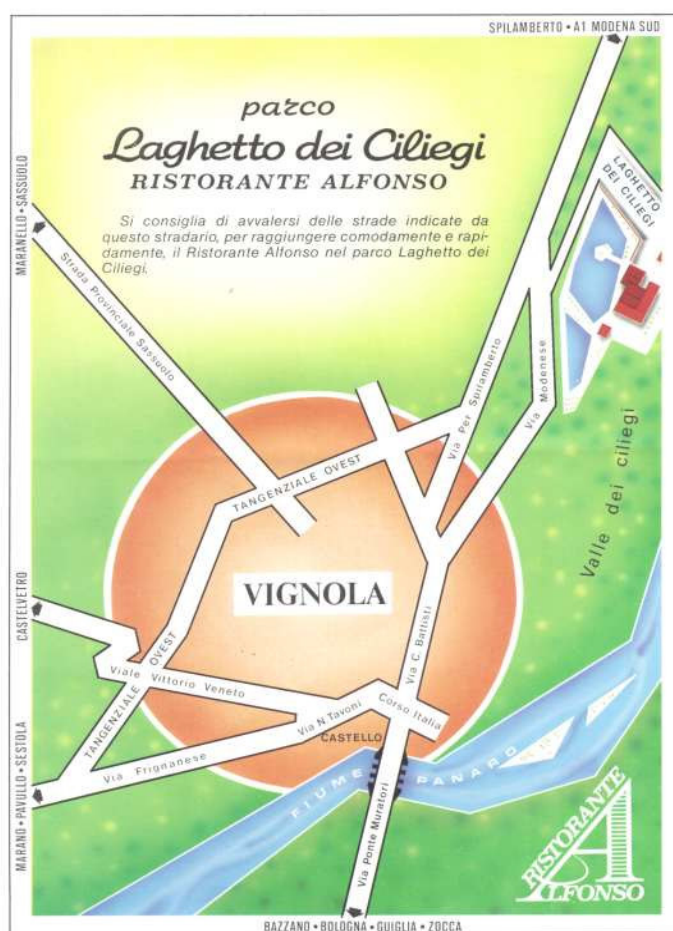 SPILAMBERTO • A1 MODENA SUD
parco
Laghetto dei Ciliegi
RISTORANTE ALFONSO
Si consiglia di avvalersi delle strade indicate da
questo stradario, per raggiungere comodamente e rapi-
damente, il Ristorante Alfonso nel parco Laghetto dei
Ciliegi.
LAGHETTO
DEI CILIEGI
MARANELLO • SASSUOLO
Strada Provinciale Sassuolo
Via Per Spilamberto
Via Modenese
TANGENZIALE OVEST
Valle dei ciliegi
VIGNOLA
CASTELVETRO
Via C. Battisti
TANGENZIALE OVEST
Viale Vittorio Veneto
Via N. Tavoni
Corso Italia
CASTELLO
Via Frignanese
MARANO • PAVULLO • SESTOLA
FIUME PANARO
Via Ponte Muratori
RISTORANTE
ALFONSO
BAZZANO • BOLOGNA • GUIGLIA • ZOCCA